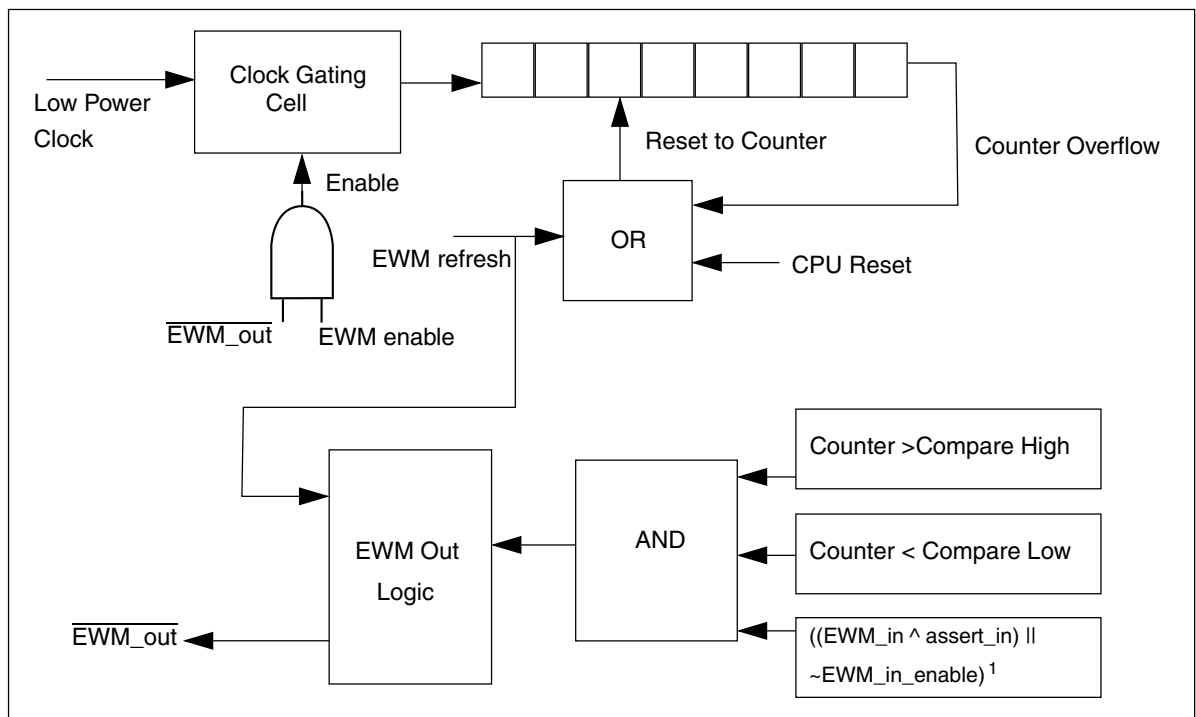 Clock Gating
Cell
Low Power
Clock
Reset to Counter
Counter Overflow
Enable
OR
EWM refresh
CPU Reset
EWM_out
EWM enable
Counter >Compare High
EWM Out
Logic
AND
Counter < Compare Low
EWM_out
((EWM_in ^ assert_in) ||
~EWM_in_enable) 1